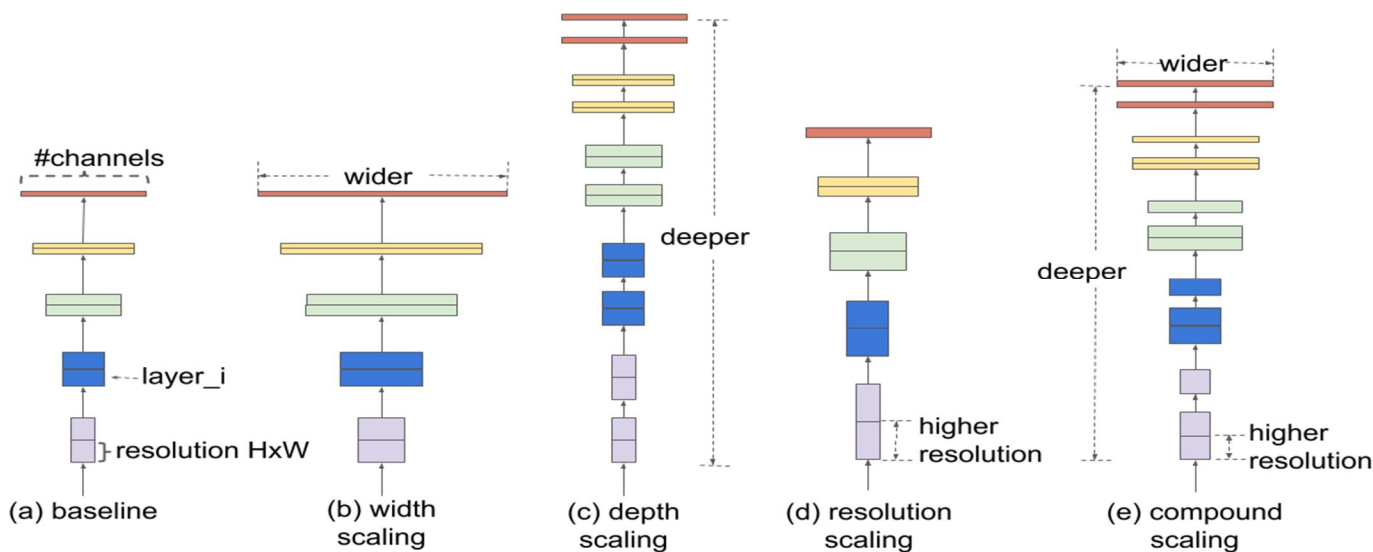 #channels
layer_i
resolution HxW
(a) baseline
wider
(b) width
scaling
deeper
(c) depth
scaling
higher
resolution
(d) resolution
scaling
wider
deeper
higher
resolution
(e) compound
scaling